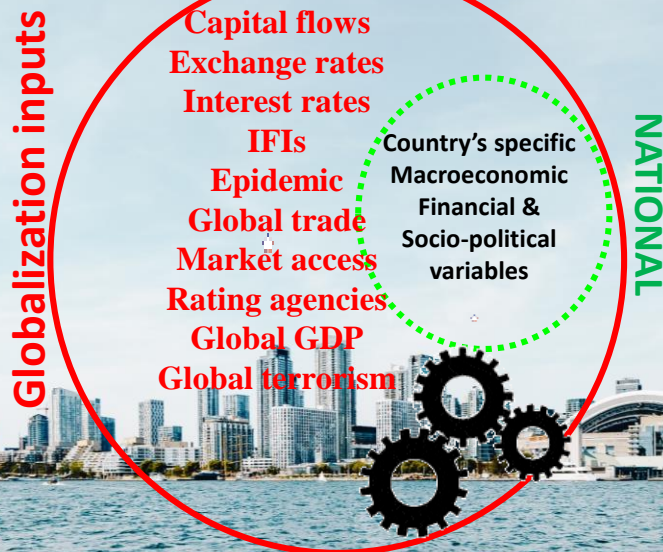 Globalization inputs
Capital flows
Exchange rates
Interest rates
IFIs
Epidemic
Global trade
Market access
Rating agencies
Global GDP
Global terrorism
Country's specific
Macroeconomic
Financial &
Socio-political
variables
NATIONAL